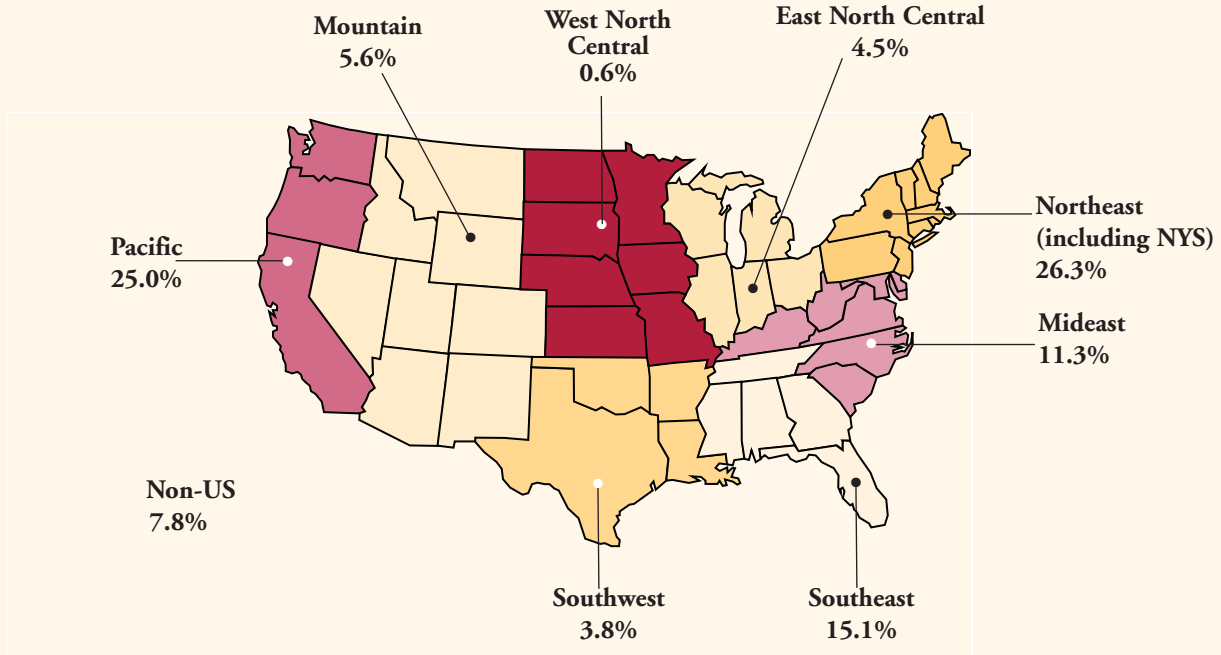 Mountain
5.6%
West North
Central
0.6%
East North Central
4.5%
Pacific
25.0%
Northeast
(including NYS)
26.3%
Mideast
11.3%
Non-US
7.8%
Southwest
3.8%
Southeast
15.1%